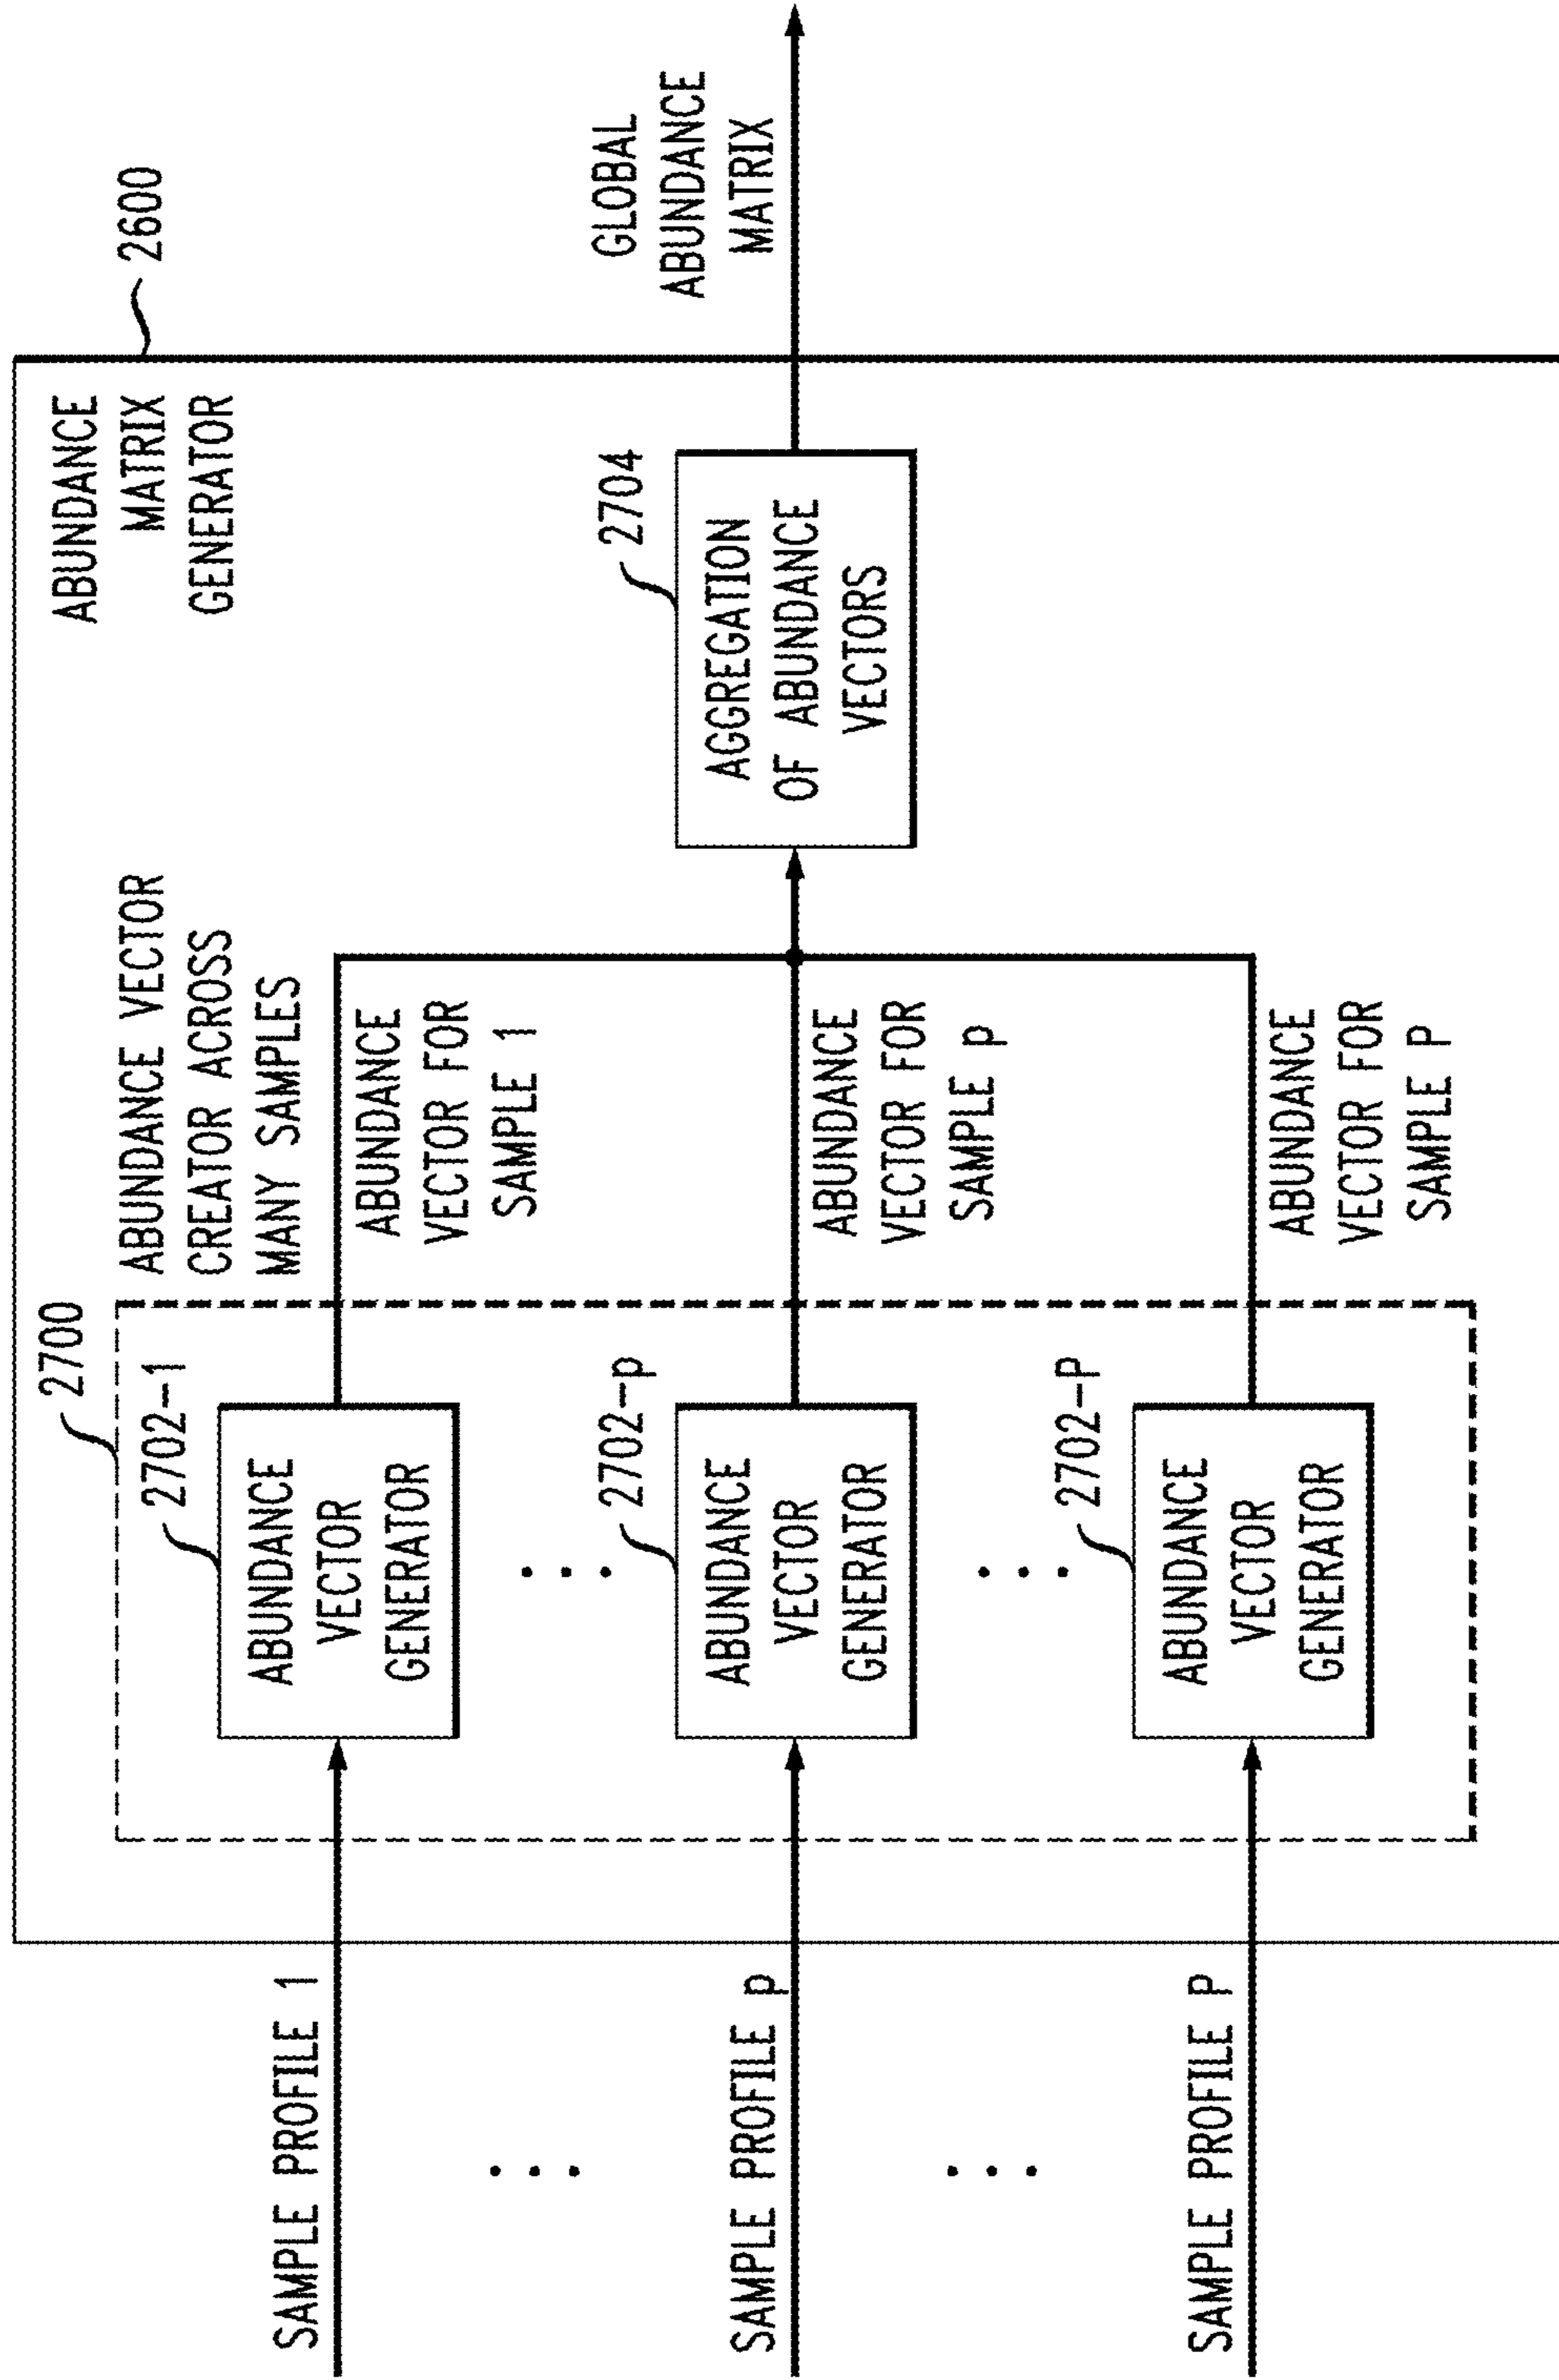 2600
ABUNDANCE
MATRIX
GENERATOR
2700
ABUNDANCE VECTOR
CREATOR ACROSS
MANY SAMPLES
SAMPLE PROFILE 1
2702-1
ABUNDANCE
VECTOR
GENERATOR
ABUNDANCE
VECTOR FOR
SAMPLE 1
SAMPLE PROFILE p
2702-p
ABUNDANCE
VECTOR
GENERATOR
ABUNDANCE
VECTOR FOR
SAMPLE p
2704
AGGREGATION
OF ABUNDANCE
VECTORS
GLOBAL
ABUNDANCE
MATRIX
SAMPLE PROFILE P
2702-P
ABUNDANCE
VECTOR
GENERATOR
ABUNDANCE
VECTOR FOR
SAMPLE P